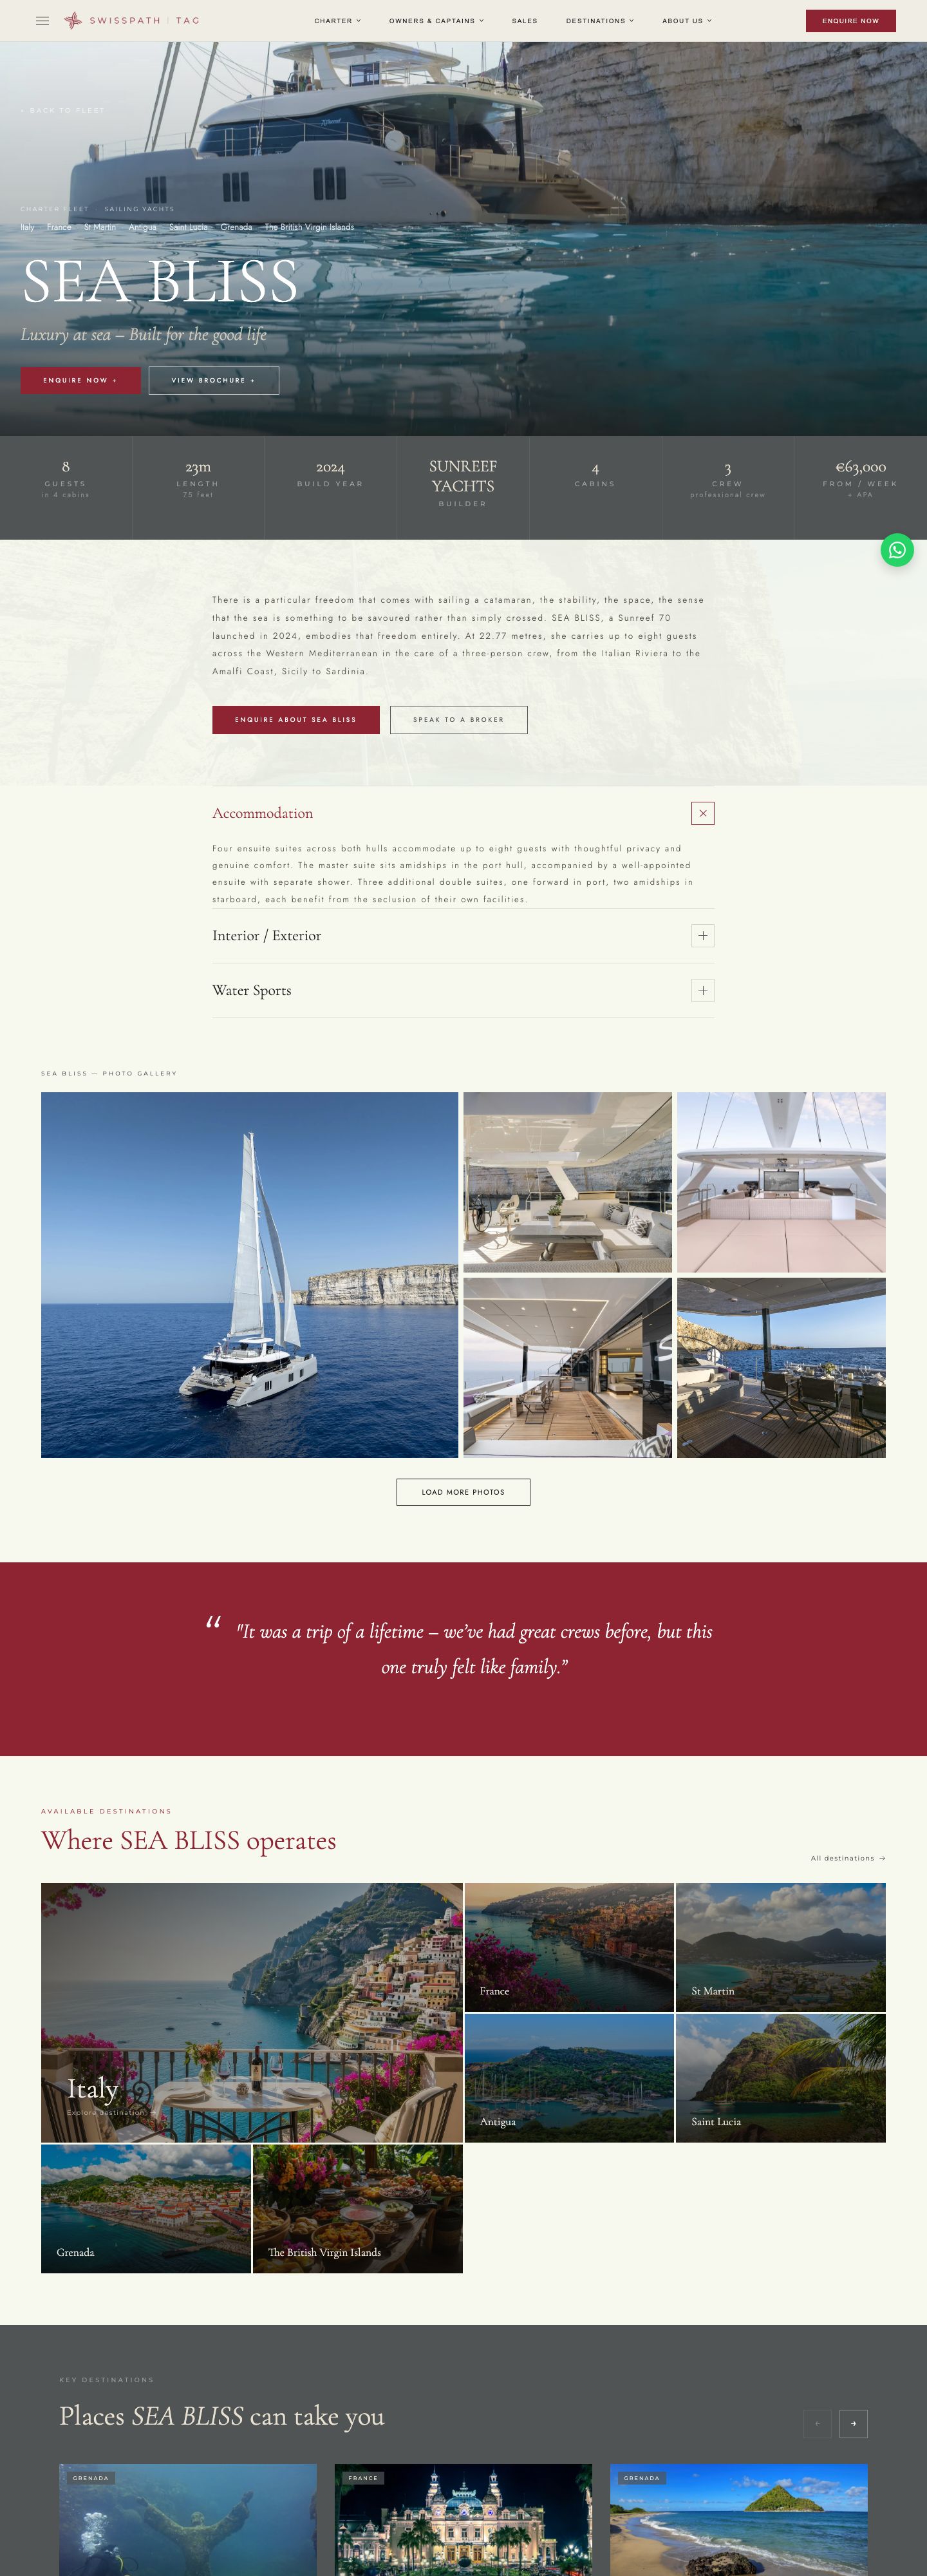 SWISSPATH | TAG
CHARTER
OWNERS & CAPTAINS
SALES
DESTINATIONS
ABOUT US
ENQUIRE NOW
← BACK TO FLEET
CHARTER FLEET SAILING YACHTS
Italy France St Martin Antigua Saint Lucia Grenada The British Virgin Islands
SEA BLISS
Luxury at sea – Built for the good life
ENQUIRE NOW →
VIEW BROCHURE →
8
GUESTS
in 4 cabins
23m
LENGTH
75 feet
2024
BUILD YEAR
SUNREEF
YACHTS
BUILDER
4
CABINS
3
CREW
professional crew
€63,000
FROM / WEEK
+ APA
There is a particular freedom that comes with sailing a catamaran, the stability, the space, the sense
that the sea is something to be savoured rather than simply crossed. SEA BLISS, a Sunreef 70
launched in 2024, embodies that freedom entirely. At 22.77 metres, she carries up to eight guests
across the Western Mediterranean in the care of a three-person crew, from the Italian Riviera to the
Amalfi Coast, Sicily to Sardinia.
ENQUIRE ABOUT SEA BLISS
SPEAK TO A BROKER
Accommodation
Four ensuite suites across both hulls accommodate up to eight guests with thoughtful privacy and
genuine comfort. The master suite sits amidships in the port hull, accompanied by a well-appointed
ensuite with separate shower. Three additional double suites, one forward in port, two amidships in
starboard, each benefit from the seclusion of their own facilities.
Interior / Exterior
Water Sports
SEA BLISS — PHOTO GALLERY
LOAD MORE PHOTOS
“ "It was a trip of a lifetime – we’ve had great crews before, but this
one truly felt like family.”
AVAILABLE DESTINATIONS
Where SEA BLISS operates
All destinations →
Italy
Explore destination →
France
St Martin
Antigua
Saint Lucia
Grenada
The British Virgin Islands
KEY DESTINATIONS
Places SEA BLISS can take you
GRENADA
FRANCE
GRENADA